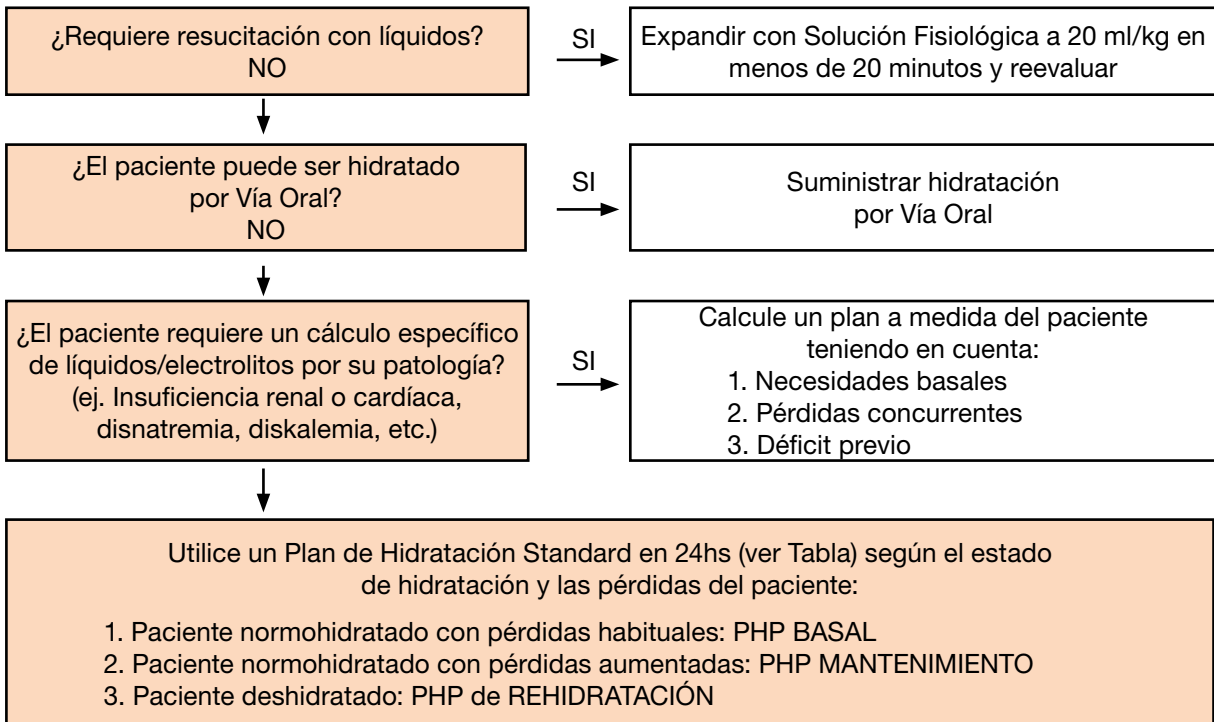 ¿Requiere resucitación con líquidos?
NO
SI
Expandir con Solución Fisiológica a 20 ml/kg en
menos de 20 minutos y reevaluar
¿El paciente puede ser hidratado
por Vía Oral?
NO
SI
Suministrar hidratación
por Vía Oral
¿El paciente requiere un cálculo específico
de líquidos/electrolitos por su patología?
(ej. Insuficiencia renal o cardíaca,
disnatremia, diskalemia, etc.)
SI
Calcule un plan a medida del paciente
teniendo en cuenta:
1. Necesidades basales
2. Pérdidas concurrentes
3. Déficit previo
Utilice un Plan de Hidratación Standard en 24hs (ver Tabla) según el estado
de hidratación y las pérdidas del paciente:
1. Paciente normohidratado con pérdidas habituales: PHP BASAL
2. Paciente normohidratado con pérdidas aumentadas: PHP MANTENIMIENTO
3. Paciente deshidratado: PHP de REHIDRATACIÓN